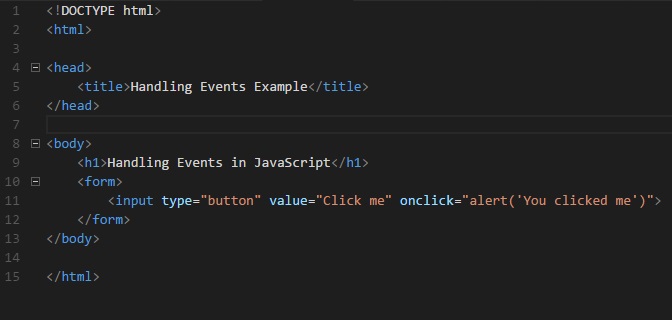 1 <!DOCTYPE html>
2 <html>
3
4 <head>
5     <title>Handling Events Example</title>
6 </head>
7
8 <body>
9     <h1>Handling Events in JavaScript</h1>
10     <form>
11         <input type="button" value="Click me" onclick="alert('You clicked me')">
12     </form>
13 </body>
14
15 </html>